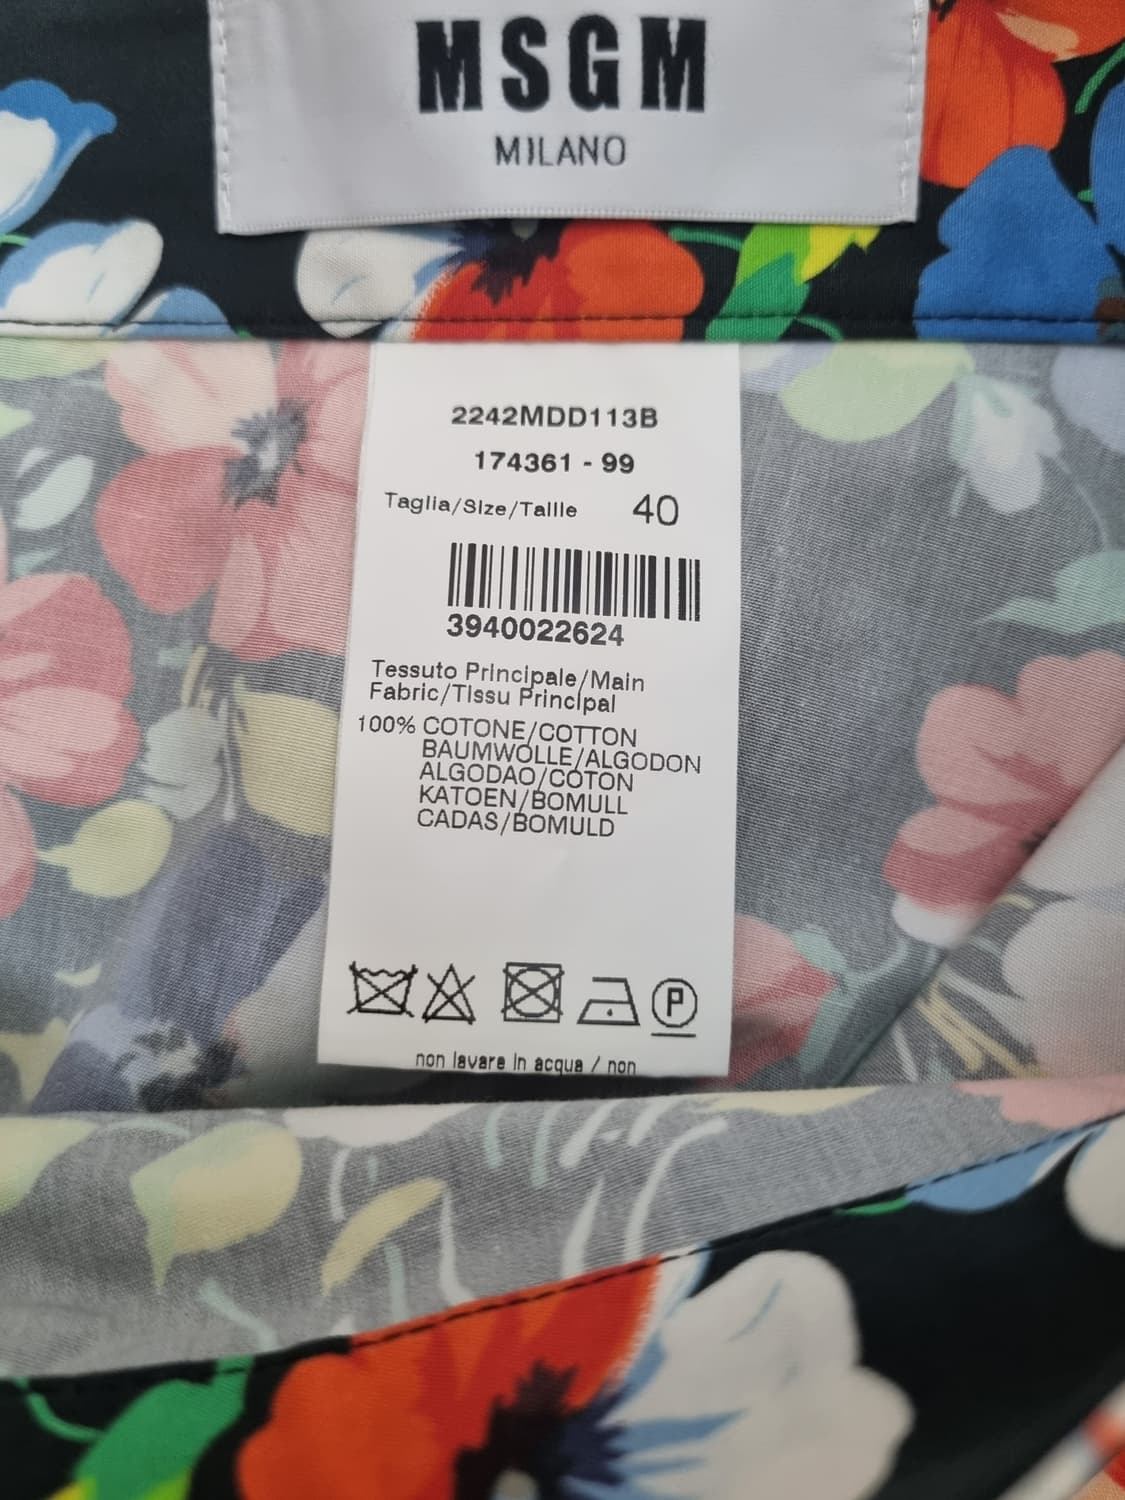 MSGM
MILANO
2242MDD113B
174361 - 99
Taglia/Size/Taille 40
3940022624
Tessuto Principale/Main
Fabric/Tissu Principal
100% COTONE/COTTON
BAUMWOLLE/ALGODON
ALGODAO/COTON
KATOEN/BOMULL
CADAS/BOMULD
P
non lavare in acqua / non